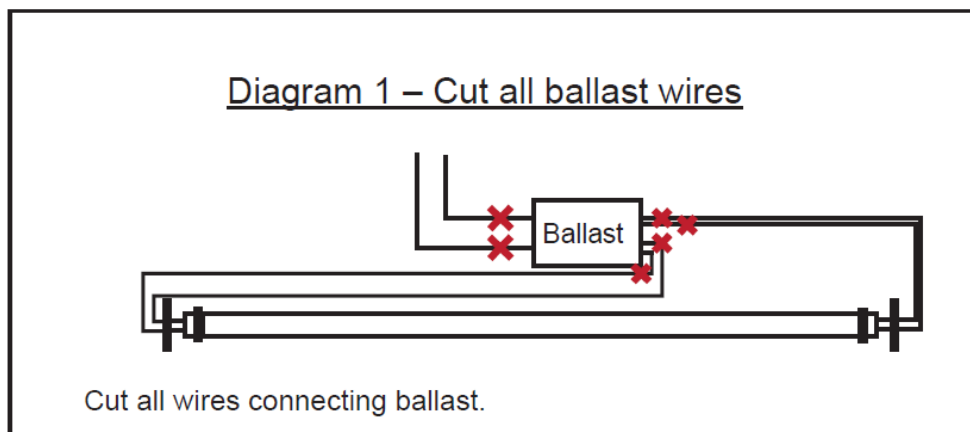 Diagram 1 – Cut all ballast wires
Ballast
Cut all wires connecting ballast.